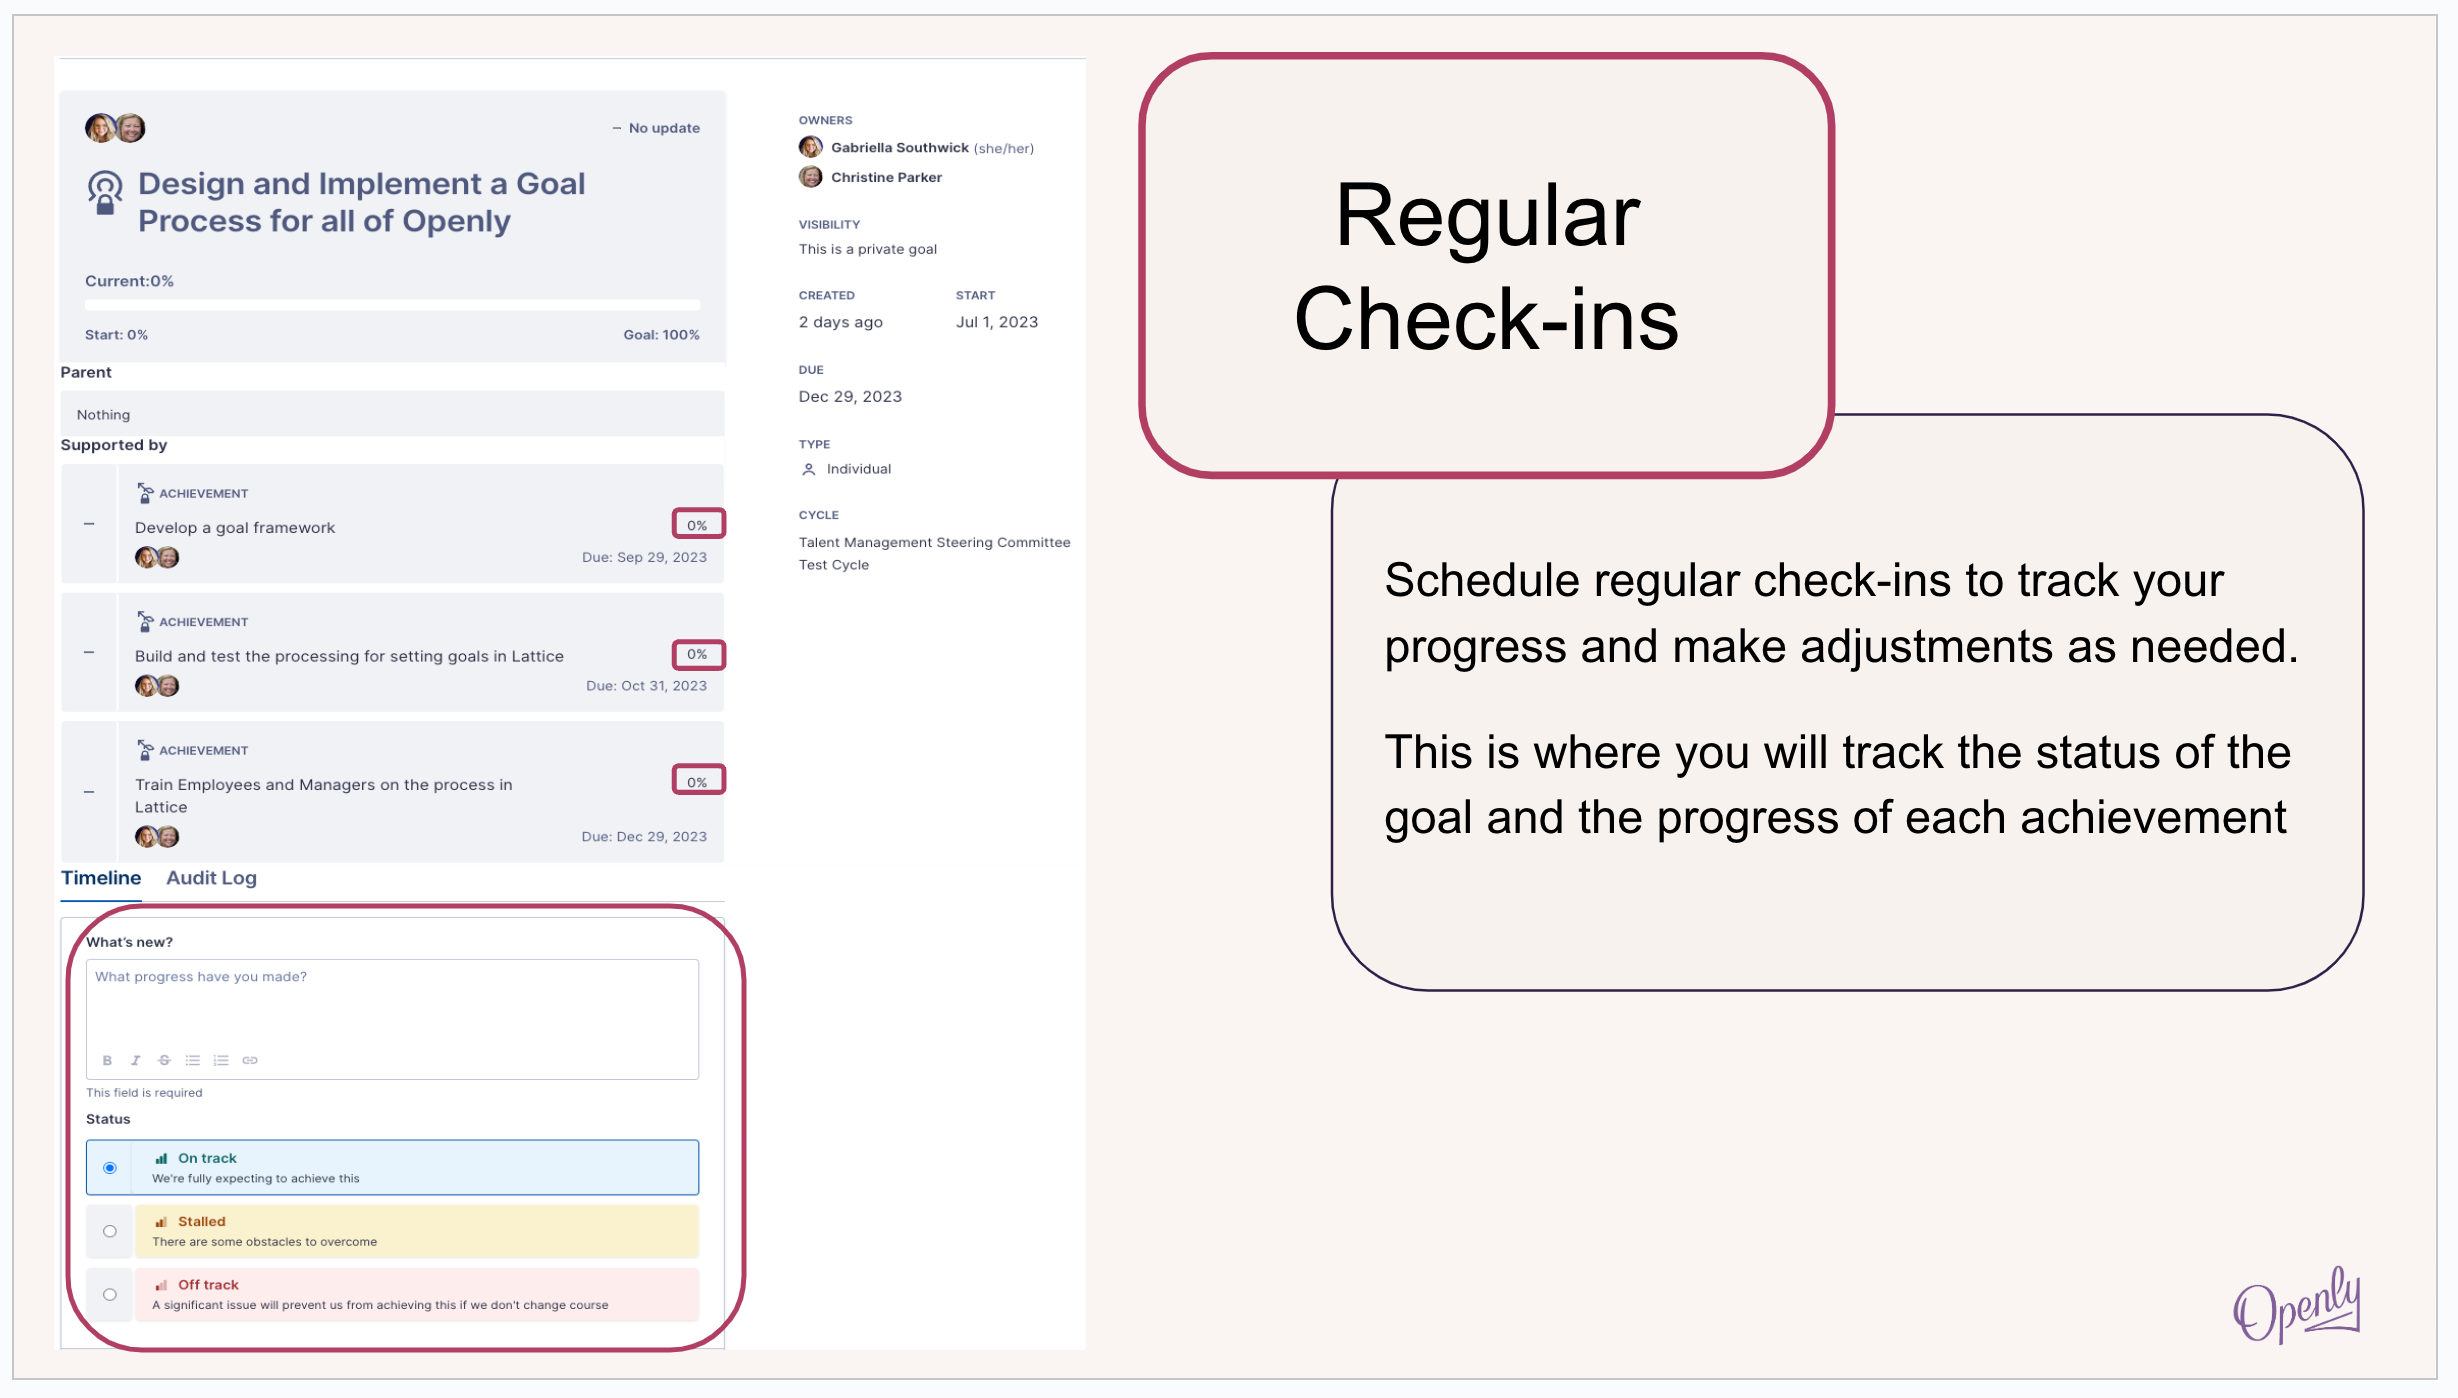 No update
Design and Implement a Goal
Process for all of Openly
Current:0%
Start: 0% Goal: 100%
Parent
Nothing
Supported by
ACHIEVEMENT
Develop a goal framework
0%
Due: Sep 29, 2023
ACHIEVEMENT
Build and test the processing for setting goals in Lattice
0%
Due: Oct 31, 2023
ACHIEVEMENT
Train Employees and Managers on the process in
Lattice
0%
Due: Dec 29, 2023
Timeline Audit Log
What's new?
What progress have you made?
B I S
This field is required
Status
On track
We're fully expecting to achieve this
Stalled
There are some obstacles to overcome
Off track
A significant issue will prevent us from achieving this if we don't change course
OWNERS
Gabriella Southwick (she/her)
Christine Parker
VISIBILITY
This is a private goal
CREATED START
2 days ago Jul 1, 2023
DUE
Dec 29, 2023
TYPE
Individual
CYCLE
Talent Management Steering Committee
Test Cycle
Regular
Check-ins
Schedule regular check-ins to track your
progress and make adjustments as needed.
This is where you will track the status of the
goal and the progress of each achievement
Openly